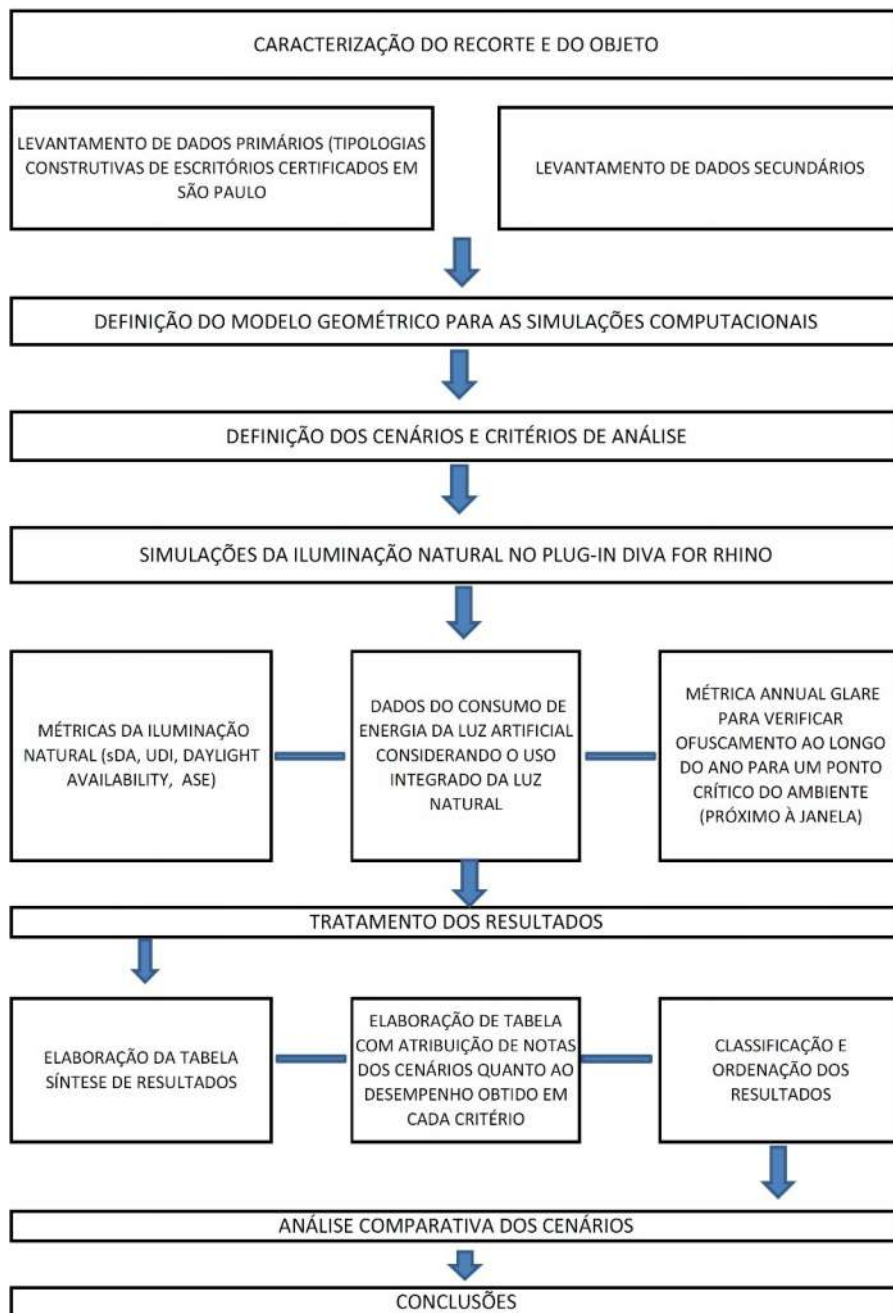 CARACTERIZAÇÃO DO RECORTE E DO OBJETO
LEVANTAMENTO DE DADOS PRIMÁRIOS (TIPOLOGIAS
CONSTRUTIVAS DE ESCRITÓRIOS CERTIFICADOS EM
SÃO PAULO
LEVANTAMENTO DE DADOS SECUNDÁRIOS
DEFINIÇÃO DO MODELO GEOMÉTRICO PARA AS SIMULAÇÕES COMPUTACIONAIS
DEFINIÇÃO DOS CENÁRIOS E CRITÉRIOS DE ANÁLISE
SIMULAÇÕES DA ILUMINAÇÃO NATURAL NO PLUG-IN DIVA FOR RHINO
MÉTRICAS DA ILUMINAÇÃO
NATURAL (sDA, UDI, DAYLIGHT
AVAILABILITY, ASE)
DADOS DO CONSUMO DE
ENERGIA DA LUZ ARTIFICIAL
CONSIDERANDO O USO
INTEGRADO DA LUZ
NATURAL
MÉTRICA ANNUAL GLARE
PARA VERIFICAR
OFUSCAMENTO AO LONGO
DO ANO PARA UM PONTO
CRÍTICO DO AMBIENTE
(PRÓXIMO À JANELA)
TRATAMENTO DOS RESULTADOS
ELABORAÇÃO DA TABELA
SÍNTESE DE RESULTADOS
ELABORAÇÃO DE TABELA
COM ATRIBUIÇÃO DE NOTAS
DOS CENÁRIOS QUANTO AO
DESEMPENHO OBTIDO EM
CADA CRITÉRIO
CLASSIFICAÇÃO E
ORDENAÇÃO DOS
RESULTADOS
ANÁLISE COMPARATIVA DOS CENÁRIOS
CONCLUSÕES